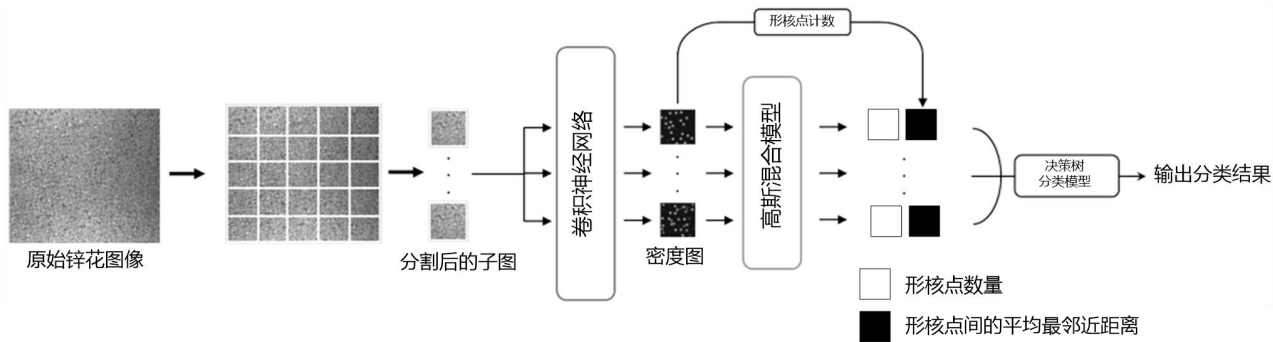 形核点计数
原始锌花图像
分割后的子图
卷积神经网络
密度图
高斯混合模型
决策树
分类模型
输出分类结果
形核点数量
形核点间的平均最邻近距离